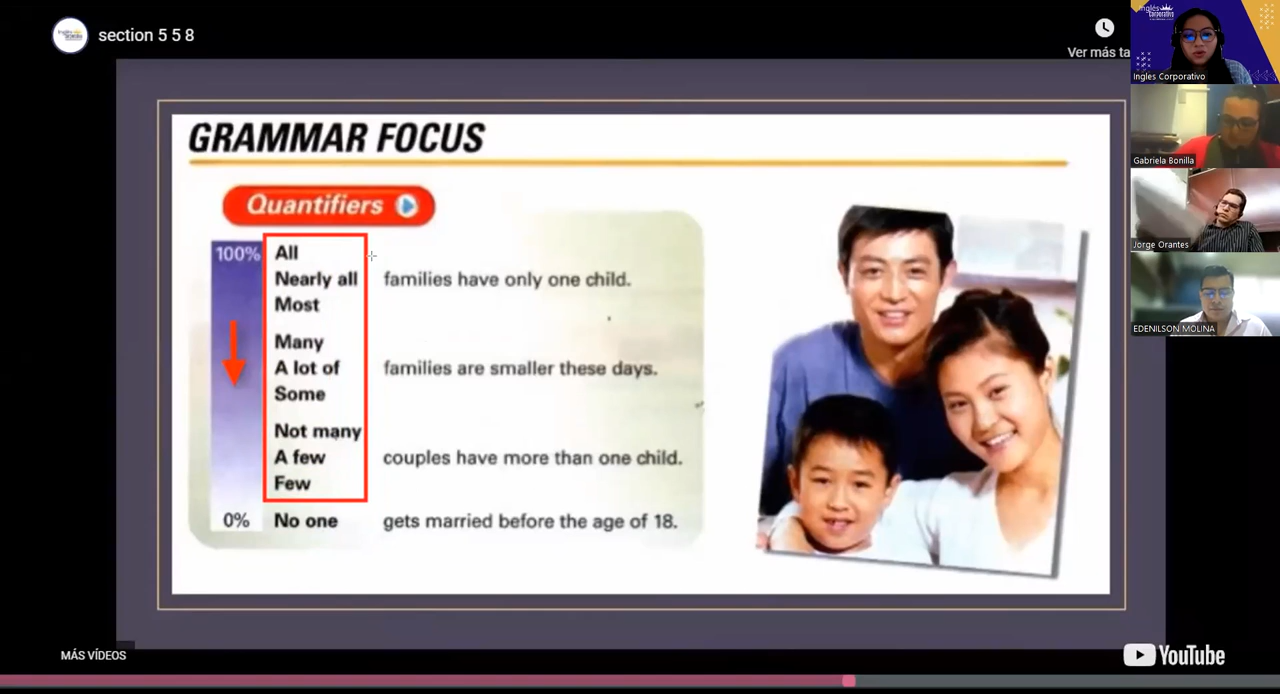 section 5 5 8
Ver más ta
Inglés
Corporativo
Ingles Corporativo
Gabriela Bonilla
Jorge Orantes
EDENILSON MOLINA
GRAMMAR FOCUS
Quantifiers
100% All
Nearly all families have only one child.
Most
Many
A lot of families are smaller these days.
Some
Not many
A few couples have more than one child.
Few
0% No one gets married before the age of 18.
MÁS VÍDEOS
YouTube